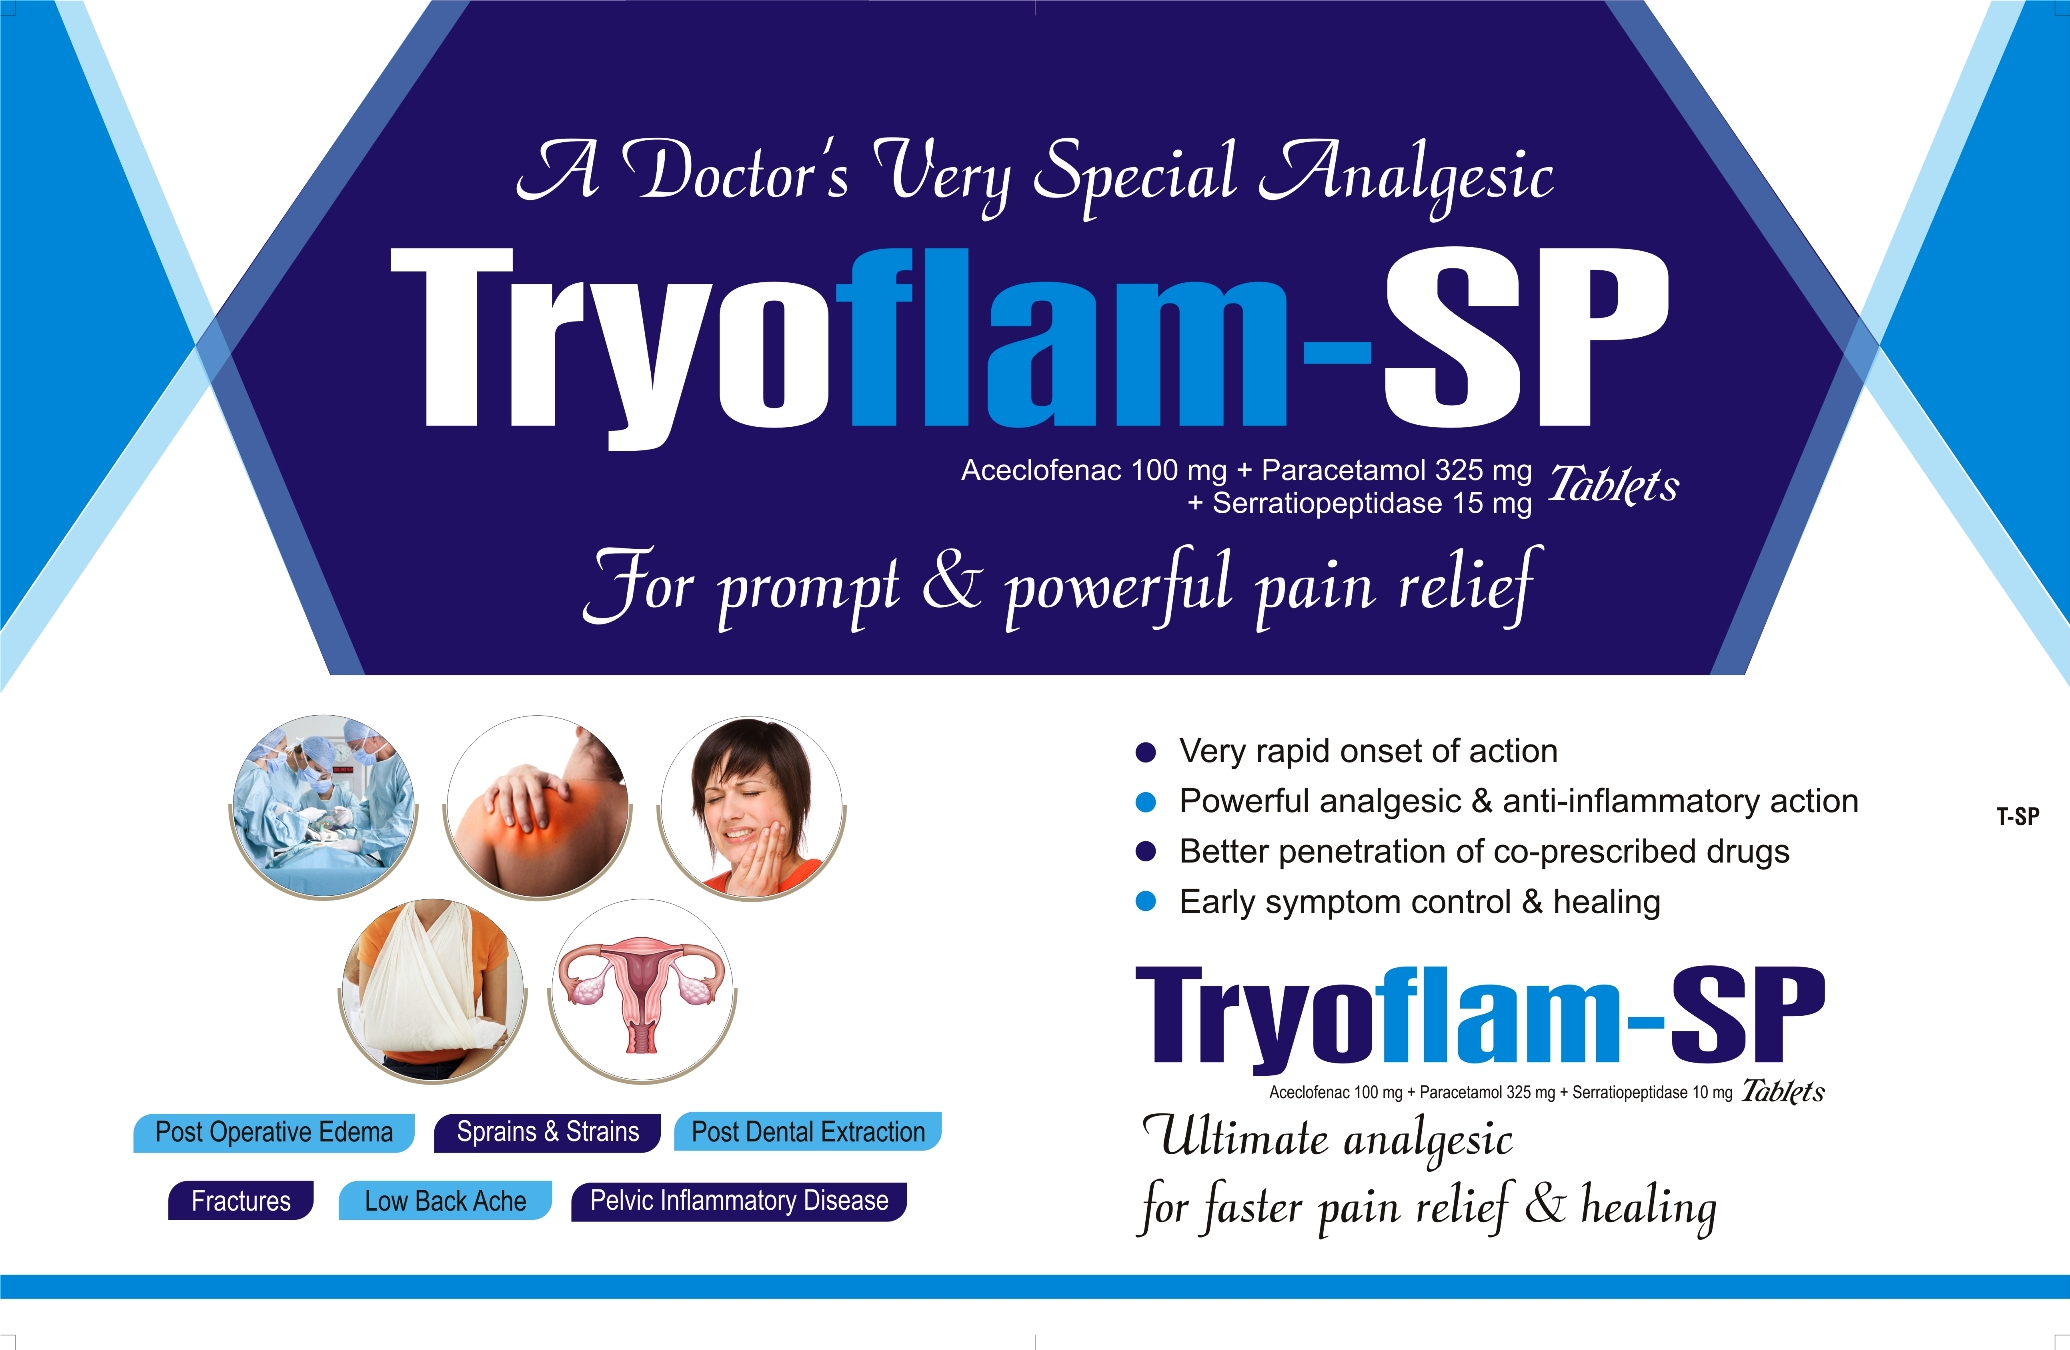 A Doctor's Very Special Analgesic
Tryoflam-SP
Aceclofenac 100 mg + Paracetamol 325 mg
+ Serratiopeptidase 15 mg
Tablets
For prompt & powerful pain relief
Post Operative Edema
Sprains & Strains
Post Dental Extraction
Fractures
Low Back Ache
Pelvic Inflammatory Disease
Very rapid onset of action
Powerful analgesic & anti-inflammatory action
Better penetration of co-prescribed drugs
Early symptom control & healing
Tryoflam-SP
Aceclofenac 100 mg + Paracetamol 325 mg + Serratiopeptidase 10 mg Tablets
Ultimate analgesic
for faster pain relief & healing
T-SP